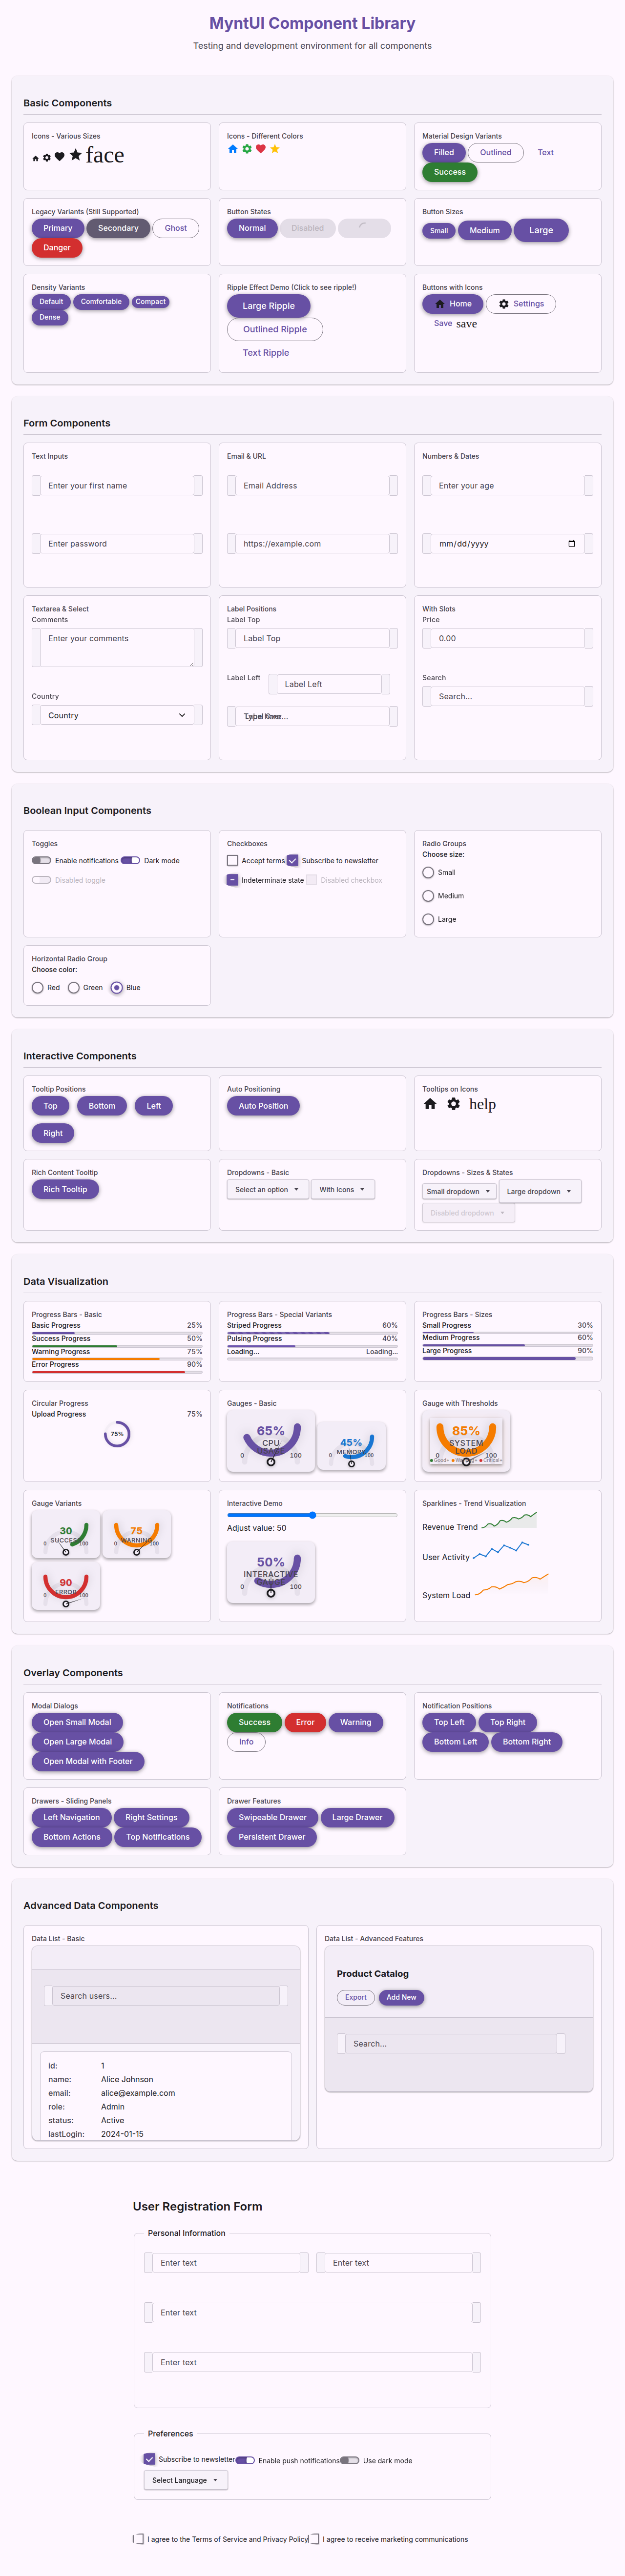 MyntUI Component Library
Testing and development environment for all components
Basic Components
Icons - Various Sizes
face
Icons - Different Colors
Material Design Variants
Filled Outlined Text
Success
Legacy Variants (Still Supported)
Primary Secondary Ghost
Danger
Button States
Normal Disabled
Button Sizes
Small Medium Large
Density Variants
Default Comfortable Compact
Dense
Ripple Effect Demo (Click to see ripple!)
Large Ripple
Outlined Ripple
Text Ripple
Buttons with Icons
Home Settings
Save save
Form Components
Text Inputs
Enter your first name
Enter password
Email & URL
Email Address
https://example.com
Numbers & Dates
Enter your age
mm/dd/yyyy
Textarea & Select
Comments
Enter your comments
Country
Country
Label Positions
Label Top
Label Top
Label Left Label Left
With Slots
Price
0.00
Search
Search...
Boolean Input Components
Toggles
Enable notifications Dark mode
Disabled toggle
Checkboxes
Accept terms Subscribe to newsletter
Indeterminate state Disabled checkbox
Radio Groups
Choose size:
Small
Medium
Large
Horizontal Radio Group
Choose color:
Red Green Blue
Interactive Components
Tooltip Positions
Top Bottom Left
Right
Auto Positioning
Auto Position
Tooltips on Icons
help
Rich Content Tooltip
Rich Tooltip
Dropdowns - Basic
Select an option With Icons
Dropdowns - Sizes & States
Small dropdown Large dropdown
Disabled dropdown
Data Visualization
Progress Bars - Basic
Basic Progress 25%
Success Progress 50%
Warning Progress 75%
Error Progress 90%
Progress Bars - Special Variants
Striped Progress 60%
Pulsing Progress 40%
Loading... Loading...
Progress Bars - Sizes
Small Progress 30%
Medium Progress 60%
Large Progress 90%
Circular Progress
Upload Progress 75%
75%
Gauges - Basic
65%
CPU
0 100
45%
MEMORY
0 100
Gauge with Thresholds
85%
SYSTEM
LOAD
0 100
Gauge Variants
30
SUCCESS
0 100
75
WARNING
0 100
90
ERROR
0 100
Interactive Demo
Adjust value: 50
50%
INTERACTIVE
0 100
Sparklines - Trend Visualization
Revenue Trend
User Activity
System Load
Overlay Components
Modal Dialogs
Open Small Modal
Open Large Modal
Open Modal with Footer
Notifications
Success Error Warning
Info
Notification Positions
Top Left Top Right
Bottom Left Bottom Right
Drawers - Sliding Panels
Left Navigation Right Settings
Bottom Actions Top Notifications
Drawer Features
Swipeable Drawer Large Drawer
Persistent Drawer
Advanced Data Components
Data List - Basic
Search users...
id: 1
name: Alice Johnson
email: alice@example.com
role: Admin
status: Active
lastLogin: 2024-01-15
Data List - Advanced Features
Product Catalog
Export Add New
Search...
User Registration Form
Personal Information
Enter text Enter text
Enter text
Enter text
Preferences
Subscribe to newsletter Enable push notifications Use dark mode
Select Language
I agree to the Terms of Service and Privacy Policy I agree to receive marketing communications